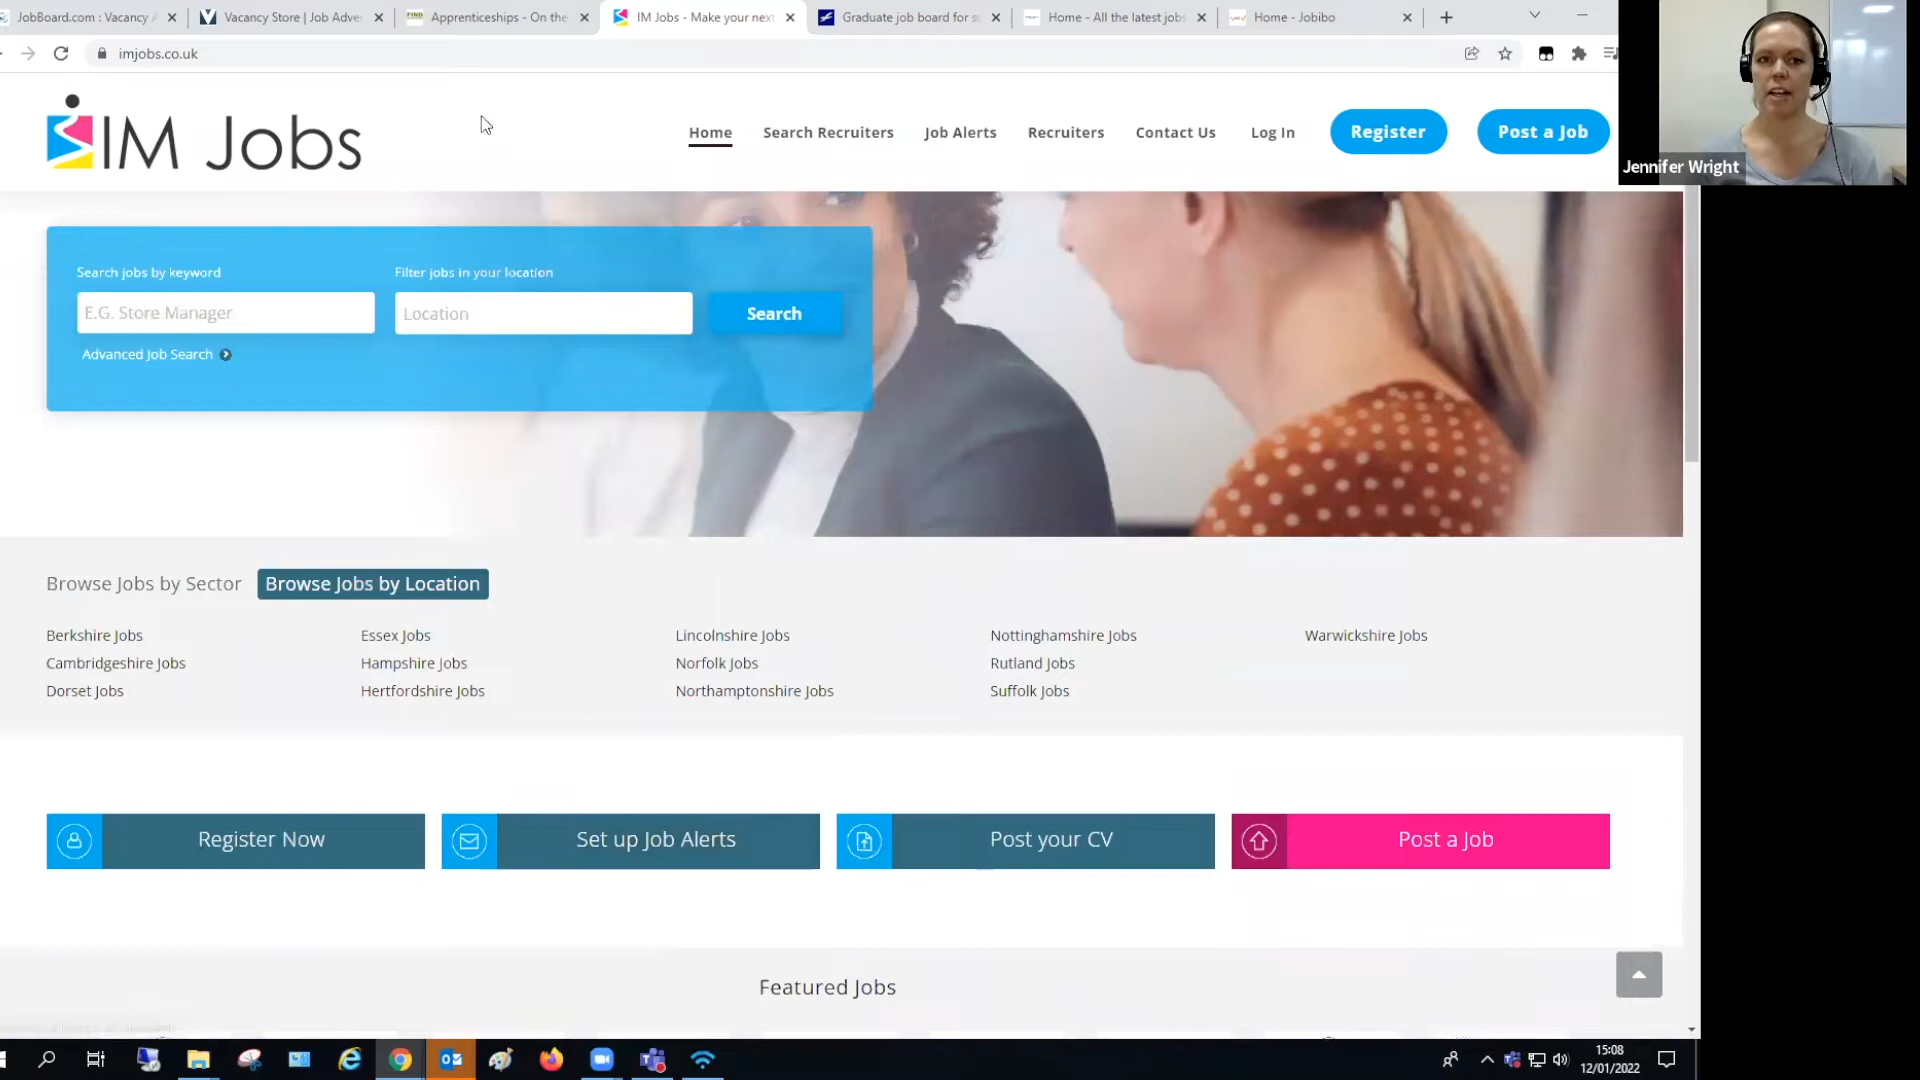 JobBoard.com : Vacancy A
Vacancy Store | Job Adver
FIND
Apprenticeships - On the
IM Jobs - Make your next
Graduate job board for su
Home - All the latest jobs
Home - Jobibo
imjobs.co.uk
IM Jobs
Home
Search Recruiters
Job Alerts
Recruiters
Contact Us
Log In
Register
Post a Job
Jennifer Wright
Search jobs by keyword
Filter jobs in your location
E.G. Store Manager
Location
Search
Advanced Job Search
Browse Jobs by Sector
Browse Jobs by Location
Berkshire Jobs
Essex Jobs
Lincolnshire Jobs
Nottinghamshire Jobs
Warwickshire Jobs
Cambridgeshire Jobs
Hampshire Jobs
Norfolk Jobs
Rutland Jobs
Dorset Jobs
Hertfordshire Jobs
Northamptonshire Jobs
Suffolk Jobs
Register Now
Set up Job Alerts
Post your CV
Post a Job
Featured Jobs
15:08
12/01/2022